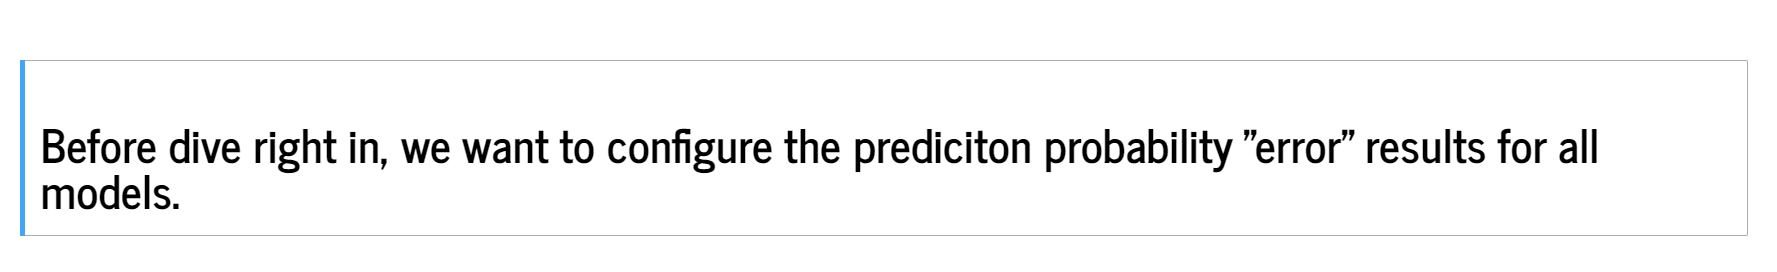 Before dive right in, we want to configure the prediciton probability ”error” results for all
models.